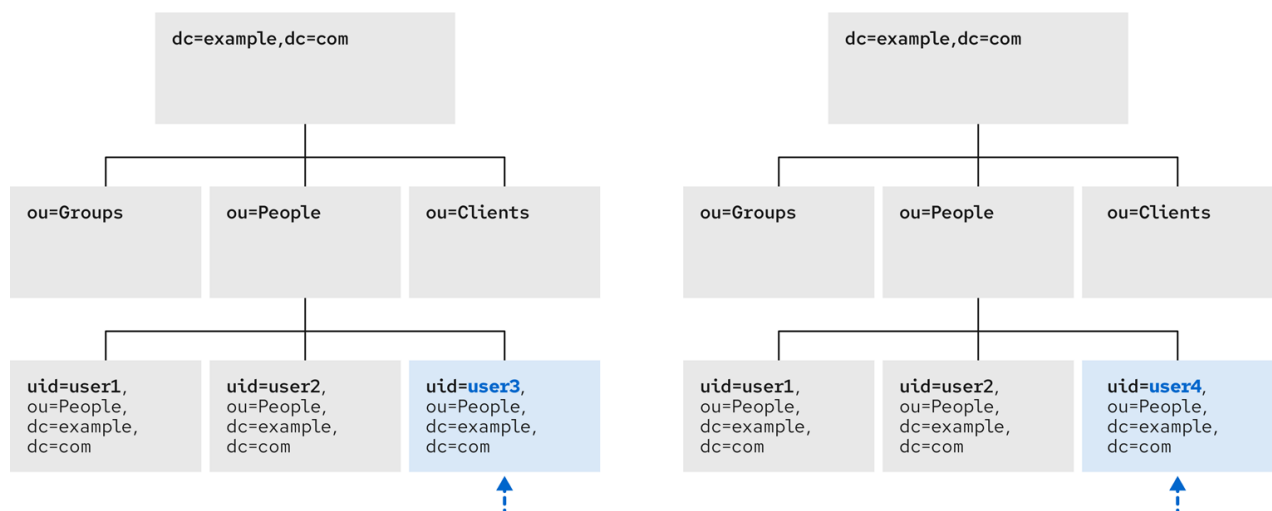 dc=example,dc=com
ou=Groups
ou=People
ou=Clients
uid=user1,
ou=People,
dc=example,
dc=com
uid=user2,
ou=People,
dc=example,
dc=com
uid=user3,
ou=People,
dc=example,
dc=com
dc=example,dc=com
ou=Groups
ou=People
ou=Clients
uid=user1,
ou=People,
dc=example,
dc=com
uid=user2,
ou=People,
dc=example,
dc=com
uid=user4,
ou=People,
dc=example,
dc=com